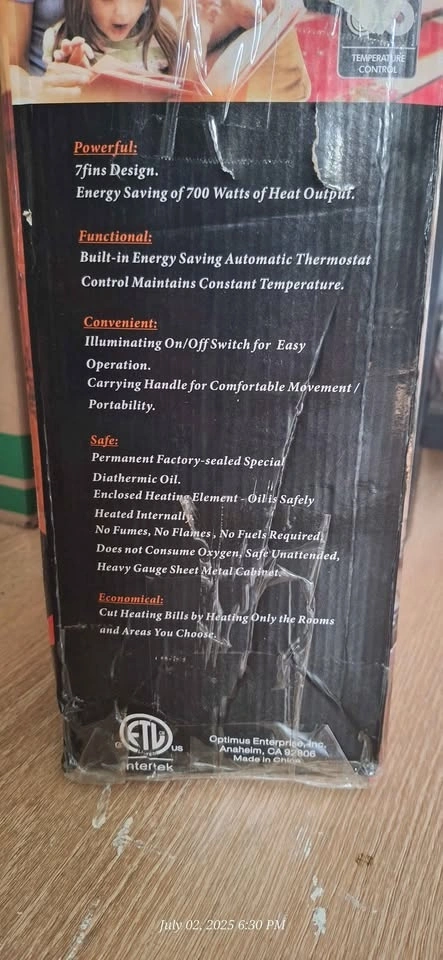 TEMPERATURE
CONTROL
Powerful:
7fins Design.
Energy Saving of 700 Watts of Heat Output.
Functional:
Built-in Energy Saving Automatic Thermostat
Control Maintains Constant Temperature.
Convenient:
Illuminating On/Off Switch for Easy
Operation.
Carrying Handle for Comfortable Movement /
Portability.
Safe:
Permanent Factory-sealed Special
Diathermic Oil.
Enclosed Heating Element - Oil is Safely
Heated Internally.
No Fumes, No Flames, No Fuels Required,
Does not Consume Oxygen, Safe Unattended,
Heavy Gauge Sheet Metal Cabinet.
Economical:
Cut Heating Bills by Heating Only the Rooms
and Areas You Choose.
ETL
US
Intertek
Optimus Enterprise, Inc.
Anaheim, CA 92806
Made in China
July 02, 2025 6:30 PM